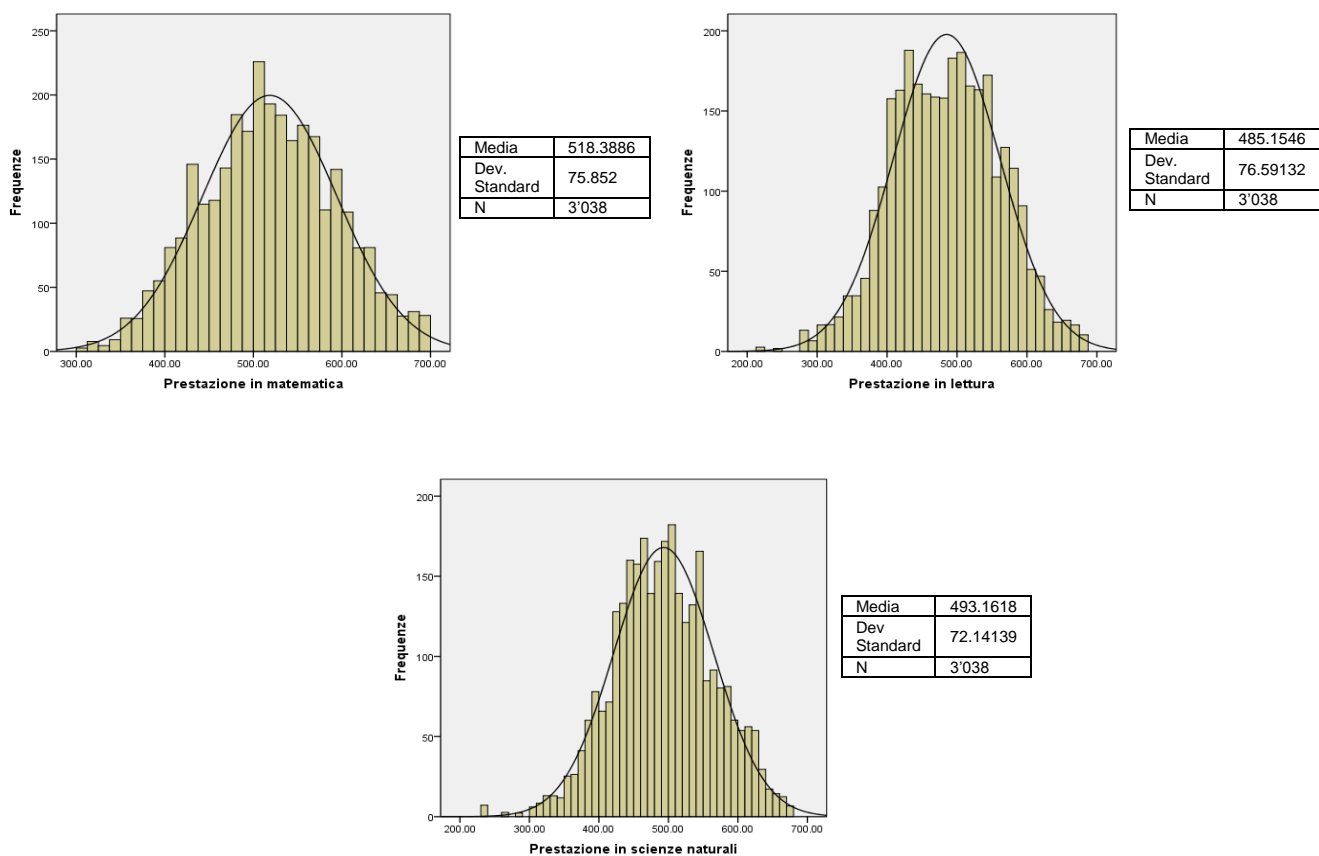 250
200
150
100
50
0
Frequenze
300.00 400.00 500.00 600.00 700.00
Prestazione in matematica
Media 518.3886
Dev.
Standard 75.852
N 3’038
200
150
100
50
0
Frequenze
200.00 300.00 400.00 500.00 600.00 700.00
Prestazione in lettura
Media 485.1546
Dev.
Standard 76.59132
N 3’038
200
150
100
50
0
Frequenze
200.00 300.00 400.00 500.00 600.00 700.00
Prestazione in scienze naturali
Media 493.1618
Dev
Standard 72.14139
N 3’038